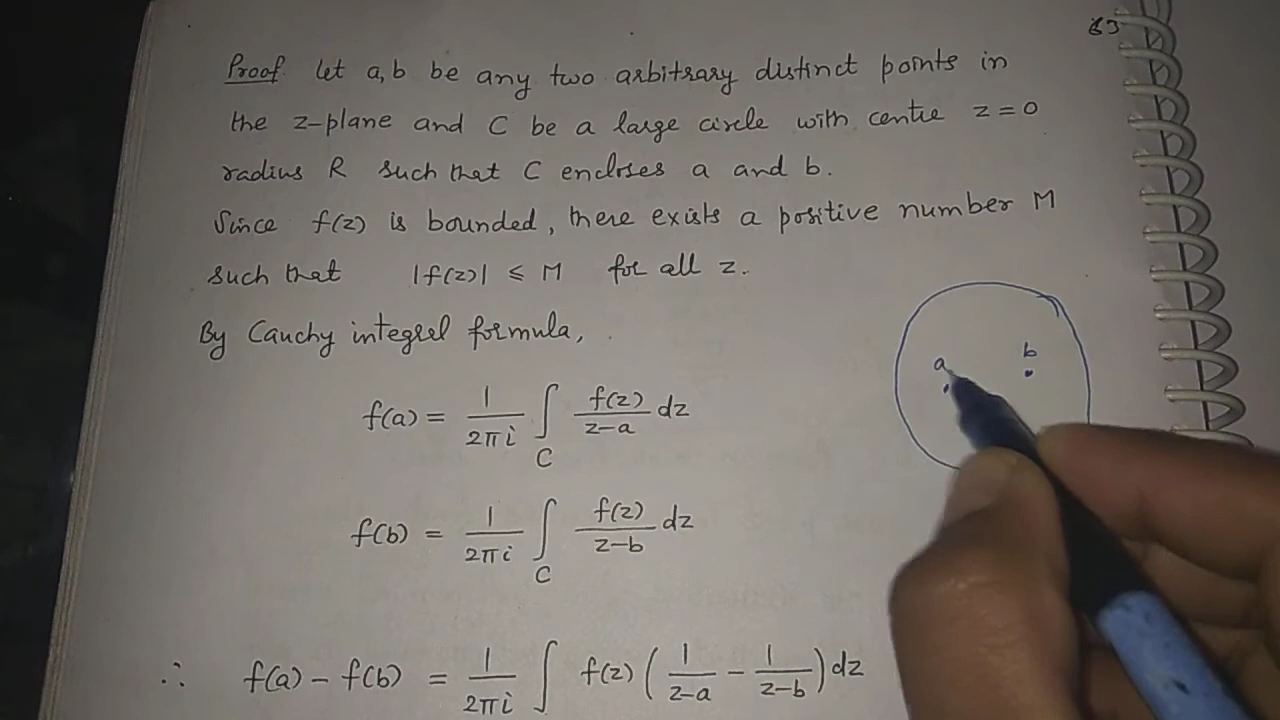 63
Proof let a,b be any two arbitrary distinct points in
the z-plane and C be a large circle with centre z=0
radius R such that C encloses a and b.
Since f(z) is bounded, there exists a positive number M
such that |f(z)| ≤ M for all z.
By Cauchy integral formula,
f(a) = 1/2πi ∫_C f(z)/z-a dz
f(b) = 1/2πi ∫_C f(z)/z-b dz
∴ f(a) - f(b) = 1/2πi ∫ f(z) (1/z-a - 1/z-b) dz
a
b